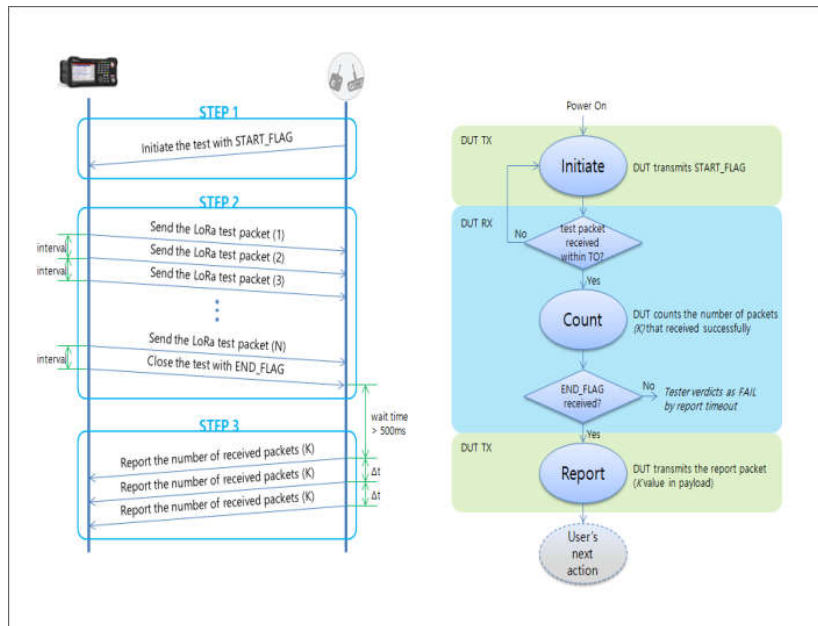 STEP 1
Initiate the test with START_FLAG
STEP 2
Send the LoRa test packet (1)
interval
Send the LoRa test packet (2)
interval
Send the LoRa test packet (3)
Send the LoRa test packet (N)
interval
Close the test with END_FLAG
wait time
> 500ms
STEP 3
Report the number of received packets (K)
Δt
Report the number of received packets (K)
Δt
Report the number of received packets (K)
Power On
DUT TX
Initiate
DUT transmits START_FLAG
DUT RX
test packet
received
within TO?
No
Yes
Count
DUT counts the number of packets
(K) that received successfully
END_FLAG
received?
No
Tester verdicts as FAIL
by report timeout
Yes
DUT TX
Report
DUT transmits the report packet
(K value in payload)
User's
next
action